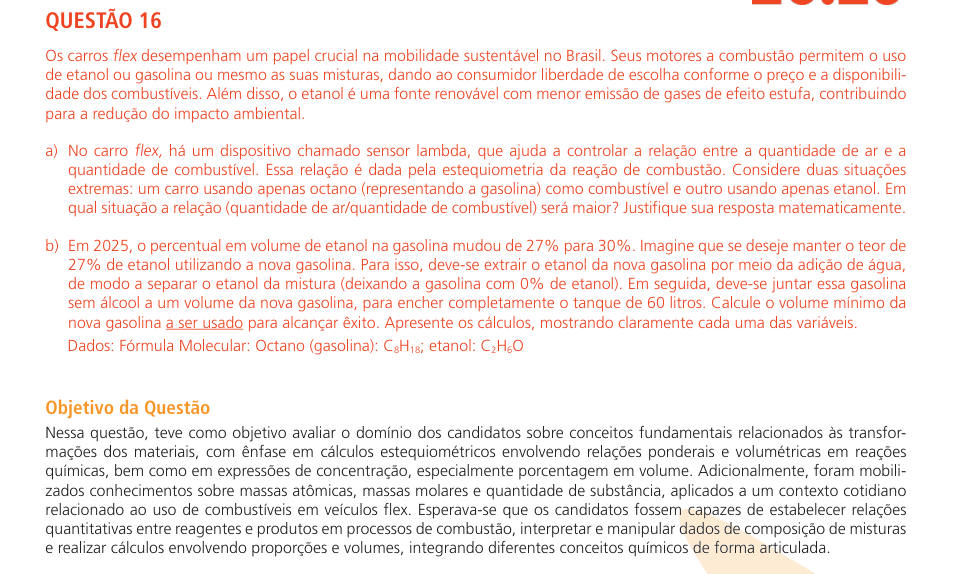 QUESTÃO 16
Os carros flex desempenham um papel crucial na mobilidade sustentável no Brasil. Seus motores a combustão permitem o uso
de etanol ou gasolina ou mesmo as suas misturas, dando ao consumidor liberdade de escolha conforme o preço e a disponibili-
dade dos combustíveis. Além disso, o etanol é uma fonte renovável com menor emissão de gases de efeito estufa, contribuindo
para a redução do impacto ambiental.
a) No carro flex, há um dispositivo chamado sensor lambda, que ajuda a controlar a relação entre a quantidade de ar e a
quantidade de combustível. Essa relação é dada pela estequiometria da reação de combustão. Considere duas situações
extremas: um carro usando apenas octano (representando a gasolina) como combustível e outro usando apenas etanol. Em
qual situação a relação (quantidade de ar/quantidade de combustível) será maior? Justifique sua resposta matematicamente.
b) Em 2025, o percentual em volume de etanol na gasolina mudou de 27% para 30%. Imagine que se deseje manter o teor de
27% de etanol utilizando a nova gasolina. Para isso, deve-se extrair o etanol da nova gasolina por meio da adição de água,
de modo a separar o etanol da mistura (deixando a gasolina com 0% de etanol). Em seguida, deve-se juntar essa gasolina
sem álcool a um volume da nova gasolina, para encher completamente o tanque de 60 litros. Calcule o volume mínimo da
nova gasolina a ser usado para alcançar êxito. Apresente os cálculos, mostrando claramente cada uma das variáveis.
Dados: Fórmula Molecular: Octano (gasolina): C₈H₁₈; etanol: C₂H₆O
Objetivo da Questão
Nessa questão, teve como objetivo avaliar o domínio dos candidatos sobre conceitos fundamentais relacionados às transfor-
mações dos materiais, com ênfase em cálculos estequiométricos envolvendo relações ponderais e volumétricas em reações
químicas, bem como em expressões de concentração, especialmente porcentagem em volume. Adicionalmente, foram mobili-
zados conhecimentos sobre massas atômicas, massas molares e quantidade de substância, aplicados a um contexto cotidiano
relacionado ao uso de combustíveis em veículos flex. Esperava-se que os candidatos fossem capazes de estabelecer relações
quantitativas entre reagentes e produtos em processos de combustão, interpretar e manipular dados de composição de misturas
e realizar cálculos envolvendo proporções e volumes, integrando diferentes conceitos químicos de forma articulada.